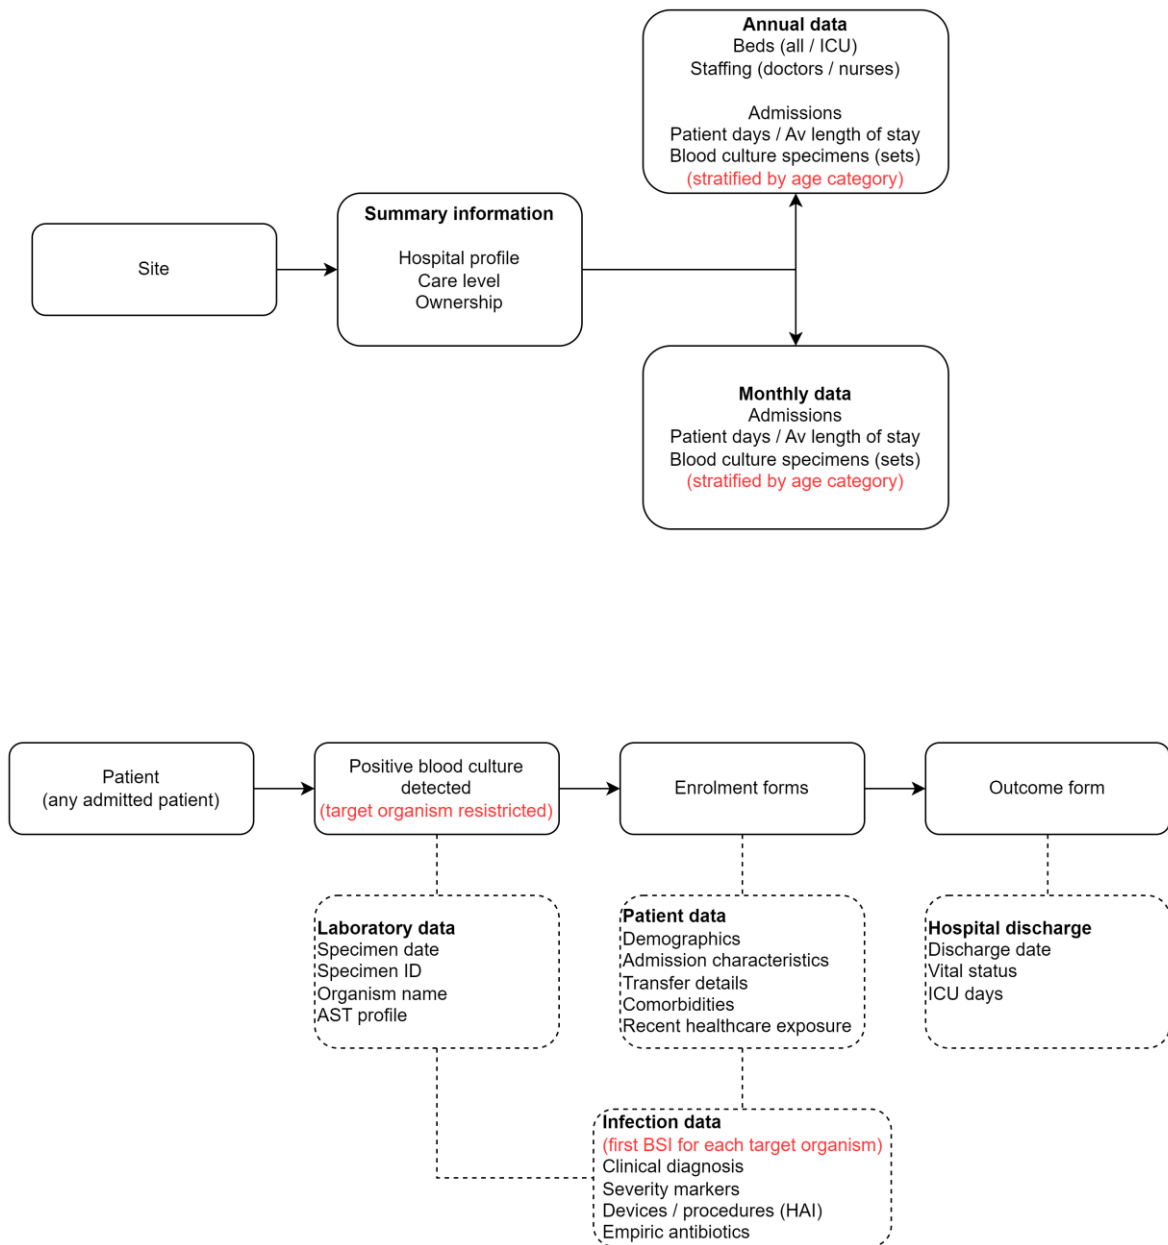 Annual data
Beds (all / ICU)
Staffing (doctors / nurses)
Admissions
Patient days / Av length of stay
Blood culture specimens (sets)
(stratified by age category)
Site
Summary information
Hospital profile
Care level
Ownership
Monthly data
Admissions
Patient days / Av length of stay
Blood culture specimens (sets)
(stratified by age category)
Patient
(any admitted patient)
Positive blood culture
detected
(target organism resistricted)
Enrolment forms
Outcome form
Laboratory data
Specimen date
Specimen ID
Organism name
AST profile
Patient data
Demographics
Admission characteristics
Transfer details
Comorbidities
Recent healthcare exposure
Hospital discharge
Discharge date
Vital status
ICU days
Infection data
(first BSI for each target organism)
Clinical diagnosis
Severity markers
Devices / procedures (HAI)
Empiric antibiotics